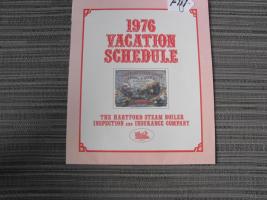 1976
VACATION
SCHEDULE
THE HARTFORD STEAM BOILER
INSPECTION AND INSURANCE COMPANY